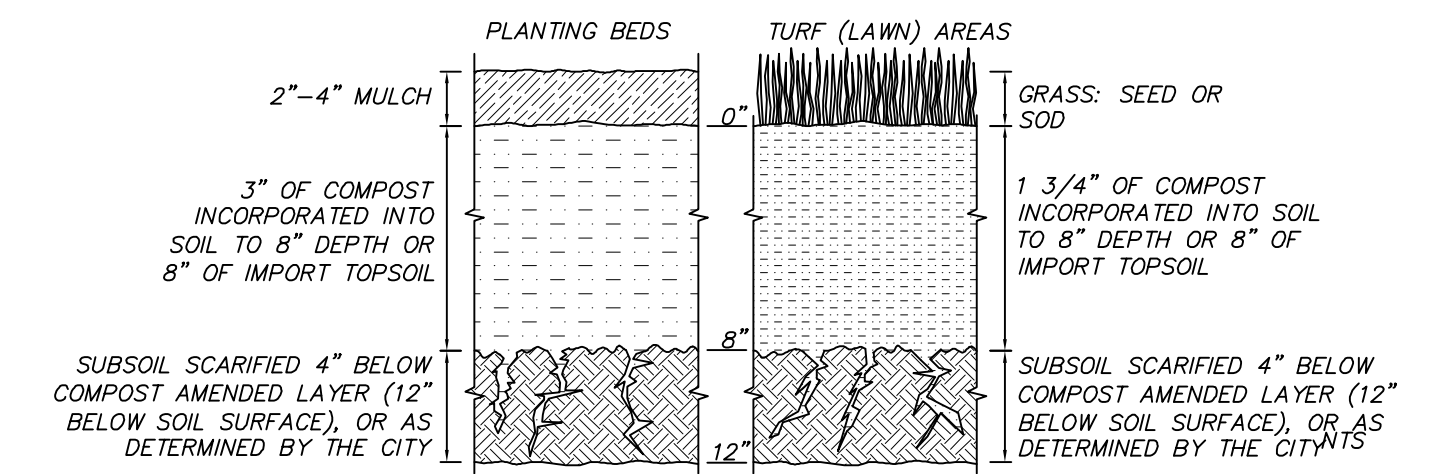 PLANTING BEDS
TURF (LAWN) AREAS
2"-4" MULCH
0"
GRASS: SEED OR
SOD
3" OF COMPOST
INCORPORATED INTO
SOIL TO 8" DEPTH OR
8" OF IMPORT TOPSOIL
1 3/4" OF COMPOST
INCORPORATED INTO SOIL
TO 8" DEPTH OR 8" OF
IMPORT TOPSOIL
8"
SUBSOIL SCARIFIED 4" BELOW
COMPOST AMENDED LAYER (12"
BELOW SOIL SURFACE), OR AS
DETERMINED BY THE CITY
12"
SUBSOIL SCARIFIED 4" BELOW
COMPOST AMENDED LAYER (12"
BELOW SOIL SURFACE), OR AS
DETERMINED BY THE CITY
NTS